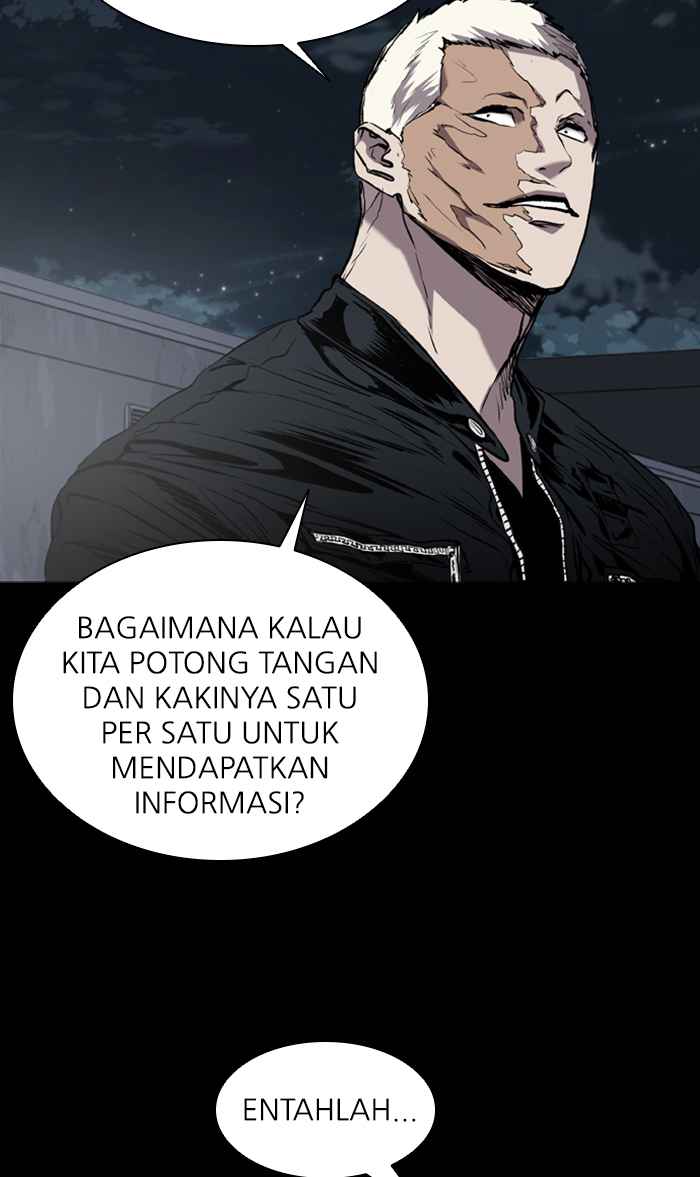 BAGAIMANA KALAU
KITA POTONG TANGAN
DAN KAKINYA SATU
PER SATU UNTUK
MENDAPATKAN
INFORMASI?
ENTAHLAH...